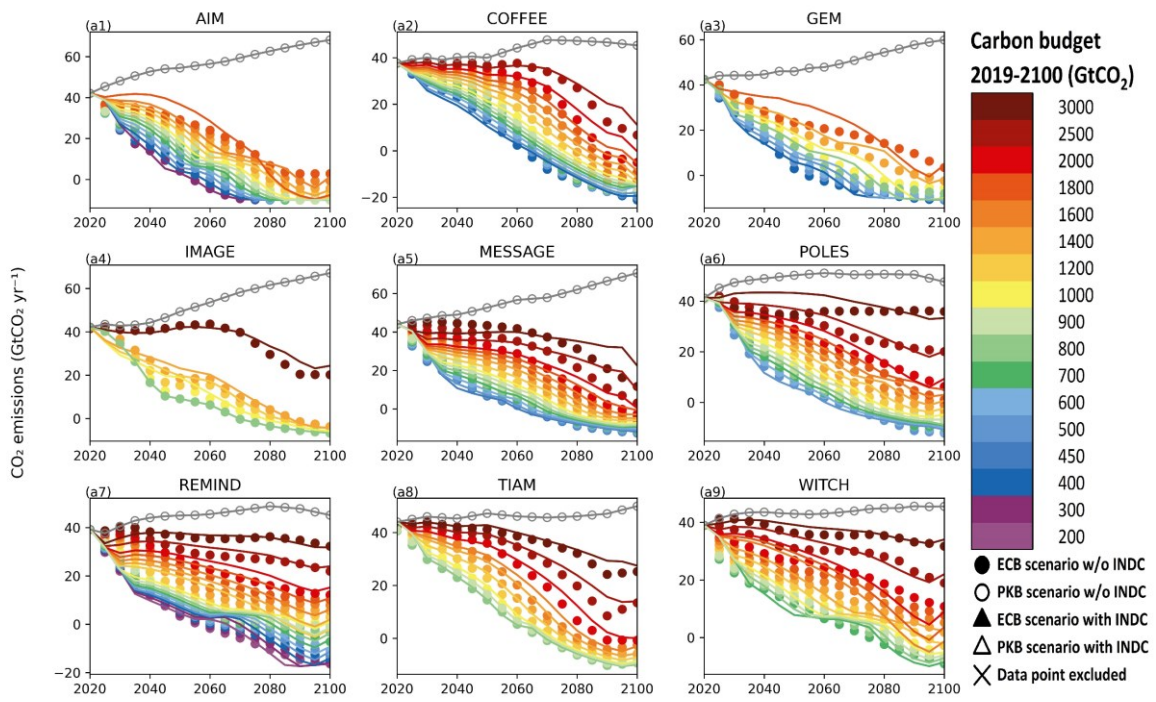 (a1) AIM
60
40
20
0
2020 2040 2060 2080 2100
(a2) COFFEE
40
20
0
−20
2020 2040 2060 2080 2100
(a3) GEM
60
40
20
0
2020 2040 2060 2080 2100
(a4) IMAGE
60
40
20
0
2020 2040 2060 2080 2100
(a5) MESSAGE
60
40
20
0
2020 2040 2060 2080 2100
(a6) POLES
40
20
0
2020 2040 2060 2080 2100
(a7) REMIND
40
20
0
−20
2020 2040 2060 2080 2100
(a8) TIAM
40
20
0
2020 2040 2060 2080 2100
(a9) WITCH
40
20
0
2020 2040 2060 2080 2100
CO₂ emissions (GtCO₂ yr⁻¹)
Carbon budget
2019-2100 (GtCO₂)
3000
2500
2000
1800
1600
1400
1200
1000
900
800
700
600
500
450
400
300
200
ECB scenario w/o INDC
PKB scenario w/o INDC
ECB scenario with INDC
PKB scenario with INDC
Data point excluded